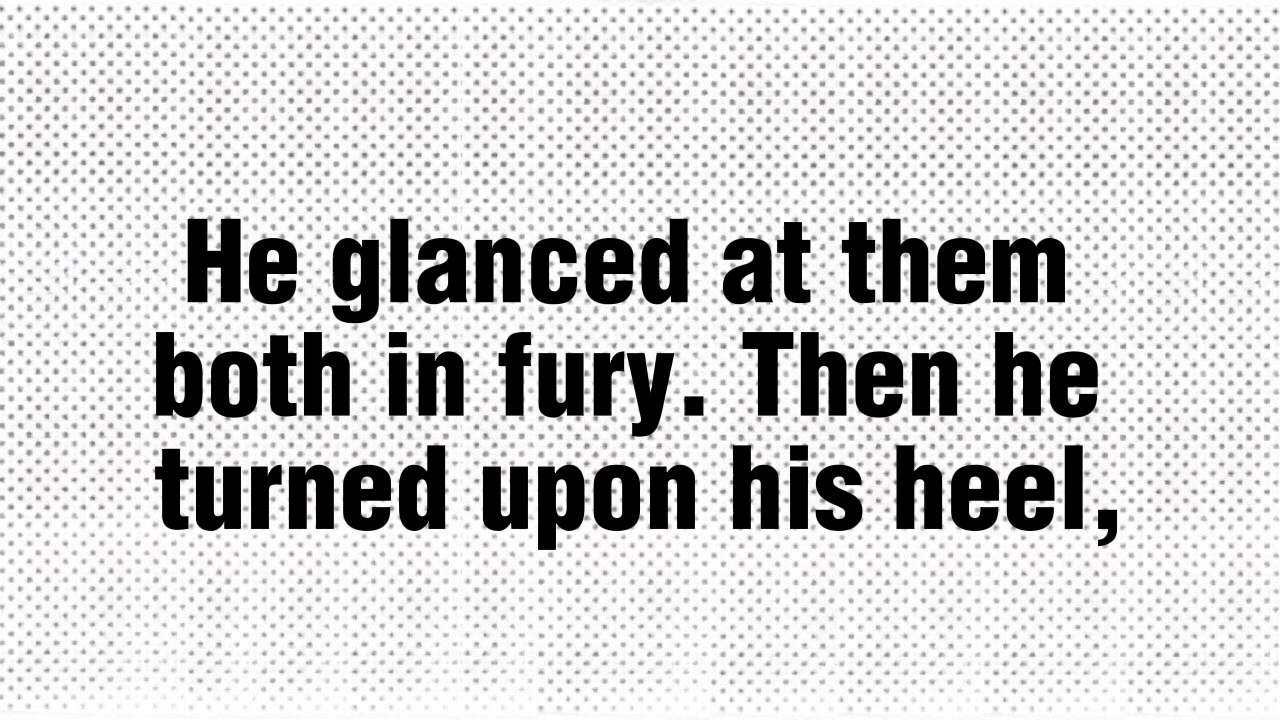 He glanced at them
both in fury. Then he
turned upon his heel,